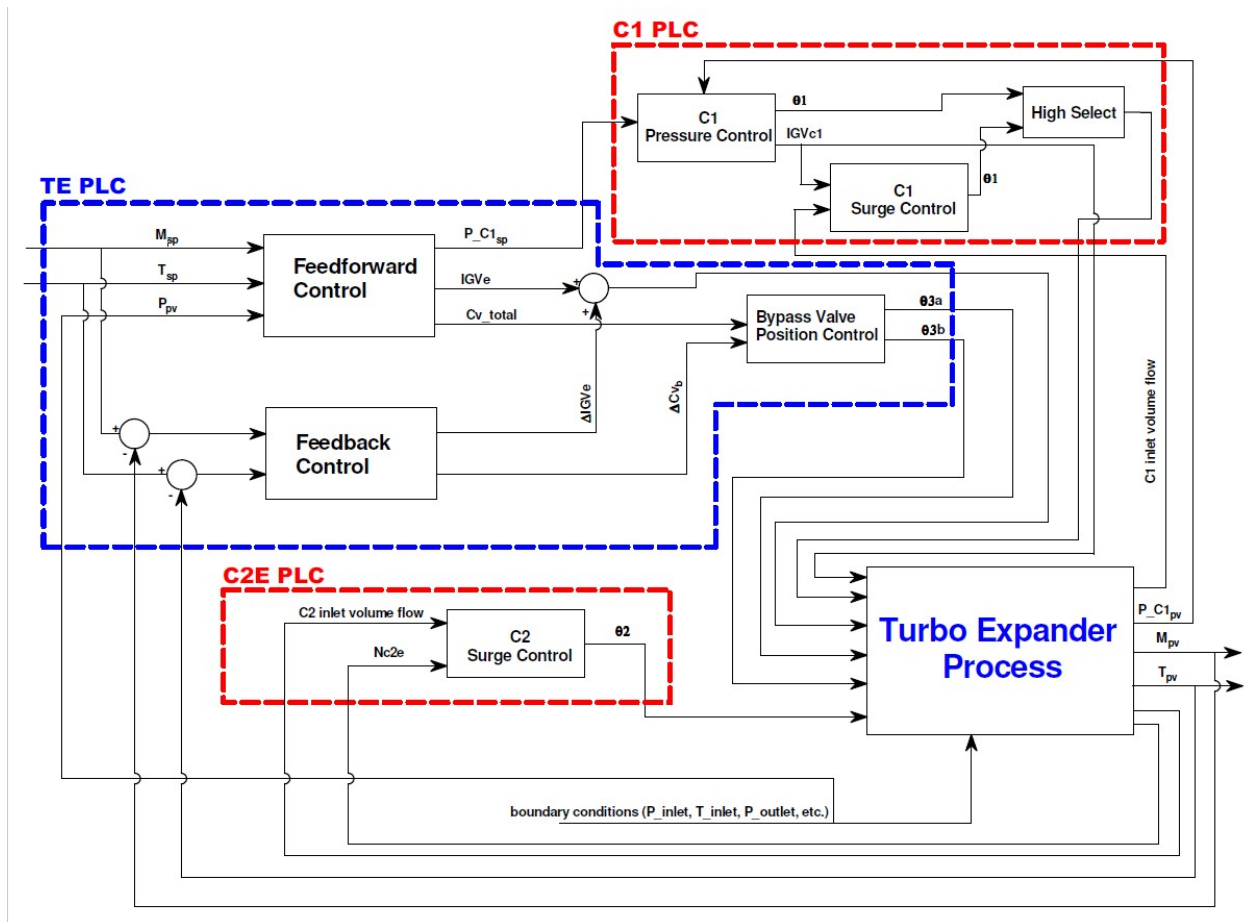 C1 PLC
θ1
C1
Pressure Control
High Select
IGVc1
θ1
C1
Surge Control
TE PLC
M_sp
P_C1_sp
T_sp
Feedforward
Control
IGVe
+
+
P_pv
Cv_total
θ3a
Bypass Valve
Position Control
θ3b
ΔIGVe
ΔCv_b
C1 inlet volume flow
+
-
Feedback
Control
+
-
C2E PLC
C2 inlet volume flow
C2
Surge Control
θ2
Nc2e
Turbo Expander
Process
P_C1_pv
M_pv
T_pv
boundary conditions (P_inlet, T_inlet, P_outlet, etc.)